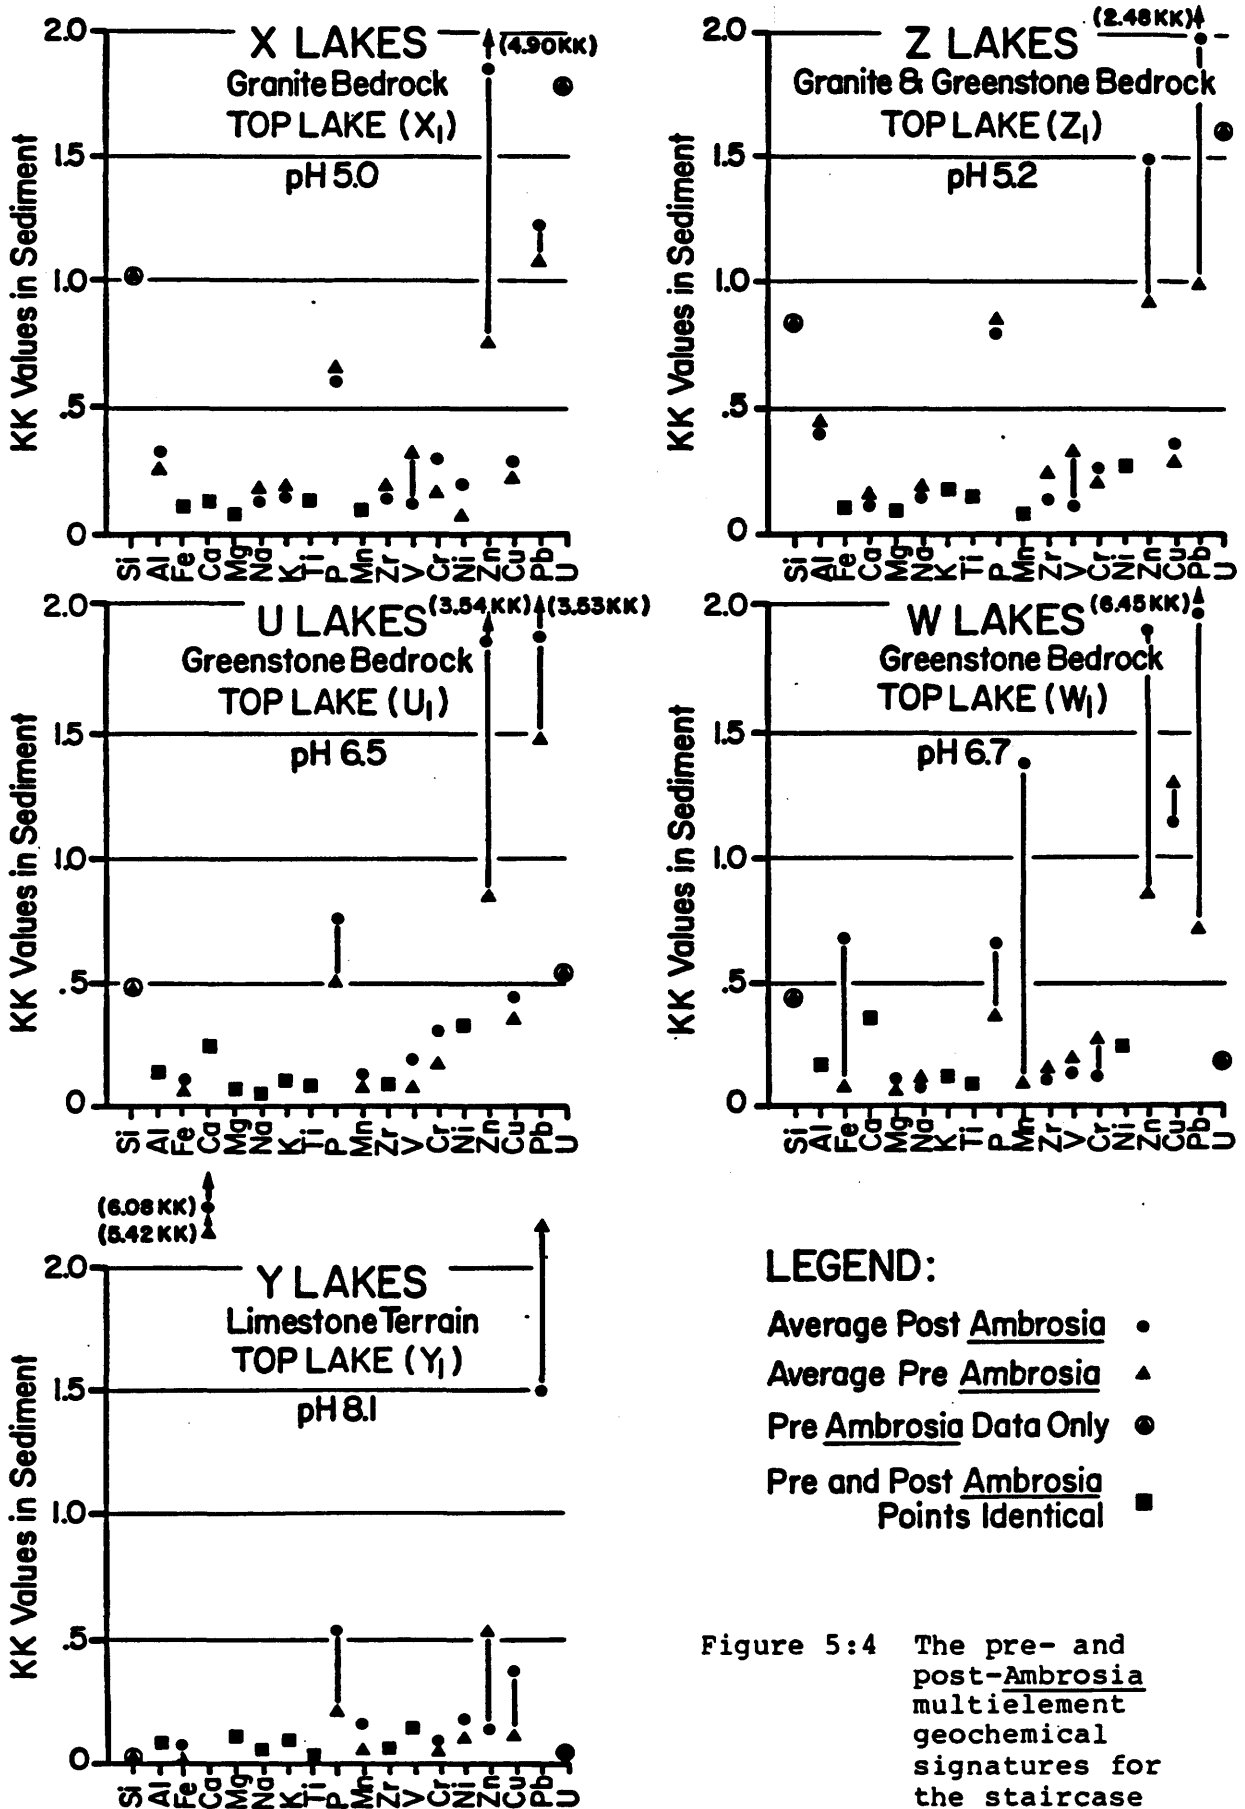 X LAKES
(4.90KK)
Granite Bedrock
TOP LAKE (X1)
pH 5.0
KK Values in Sediment
2.0
1.5
1.0
.5
0
Si Al Fe Ca Mg Na K Ti P Mn Zr V Cr Ni Zn Cu Pb U
Z LAKES
(2.48KK)
Granite & Greenstone Bedrock
TOP LAKE (Z1)
pH 5.2
KK Values in Sediment
2.0
1.5
1.0
.5
0
Si Al Fe Ca Mg Na K Ti P Mn Zr V Cr Ni Zn Cu Pb U
U LAKES
(3.54KK)
(3.53KK)
Greenstone Bedrock
TOP LAKE (U1)
pH 6.5
KK Values in Sediment
2.0
1.5
1.0
.5
0
Si Al Fe Ca Mg Na K Ti P Mn Zr V Cr Ni Zn Cu Pb U
W LAKES
(6.45KK)
Greenstone Bedrock
TOP LAKE (W1)
pH 6.7
KK Values in Sediment
2.0
1.5
1.0
.5
0
Si Al Fe Ca Mg Na K Ti P Mn Zr V Cr Ni Zn Cu Pb U
(6.08KK)
(5.42KK)
Y LAKES
Limestone Terrain
TOP LAKE (Y1)
pH 8.1
KK Values in Sediment
2.0
1.5
1.0
.5
0
Si Al Fe Ca Mg Na K Ti P Mn Zr V Cr Ni Zn Cu Pb U
LEGEND:
Average Post Ambrosia
Average Pre Ambrosia
Pre Ambrosia Data Only
Pre and Post Ambrosia
Points Identical
Figure 5:4 The pre- and
post-Ambrosia
multielement
geochemical
signatures for
the staircase